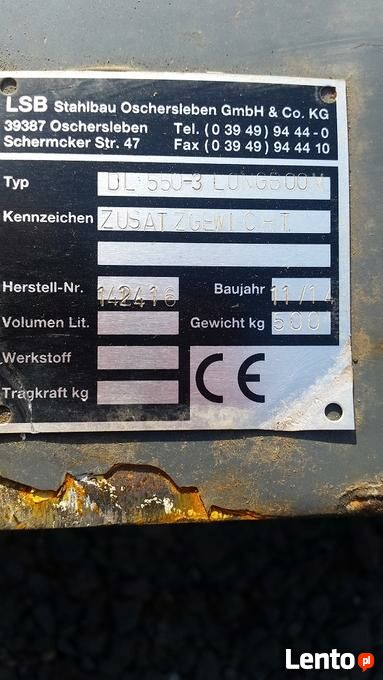 LSB Stahlbau Oschersleben GmbH & Co. KG
39387 Oschersleben Tel. (0 39 49) 94 44 - 0
Schermcker Str. 47 Fax (0 39 49) 94 44 10
Typ DL 550-3 LONGBOOM
Kennzeichen ZUSATZGEWICHT
Herstell-Nr. 142416 Baujahr 11/14
Volumen Lit. Gewicht kg 500
Werkstoff
Tragkraft kg
CE
Lento pl